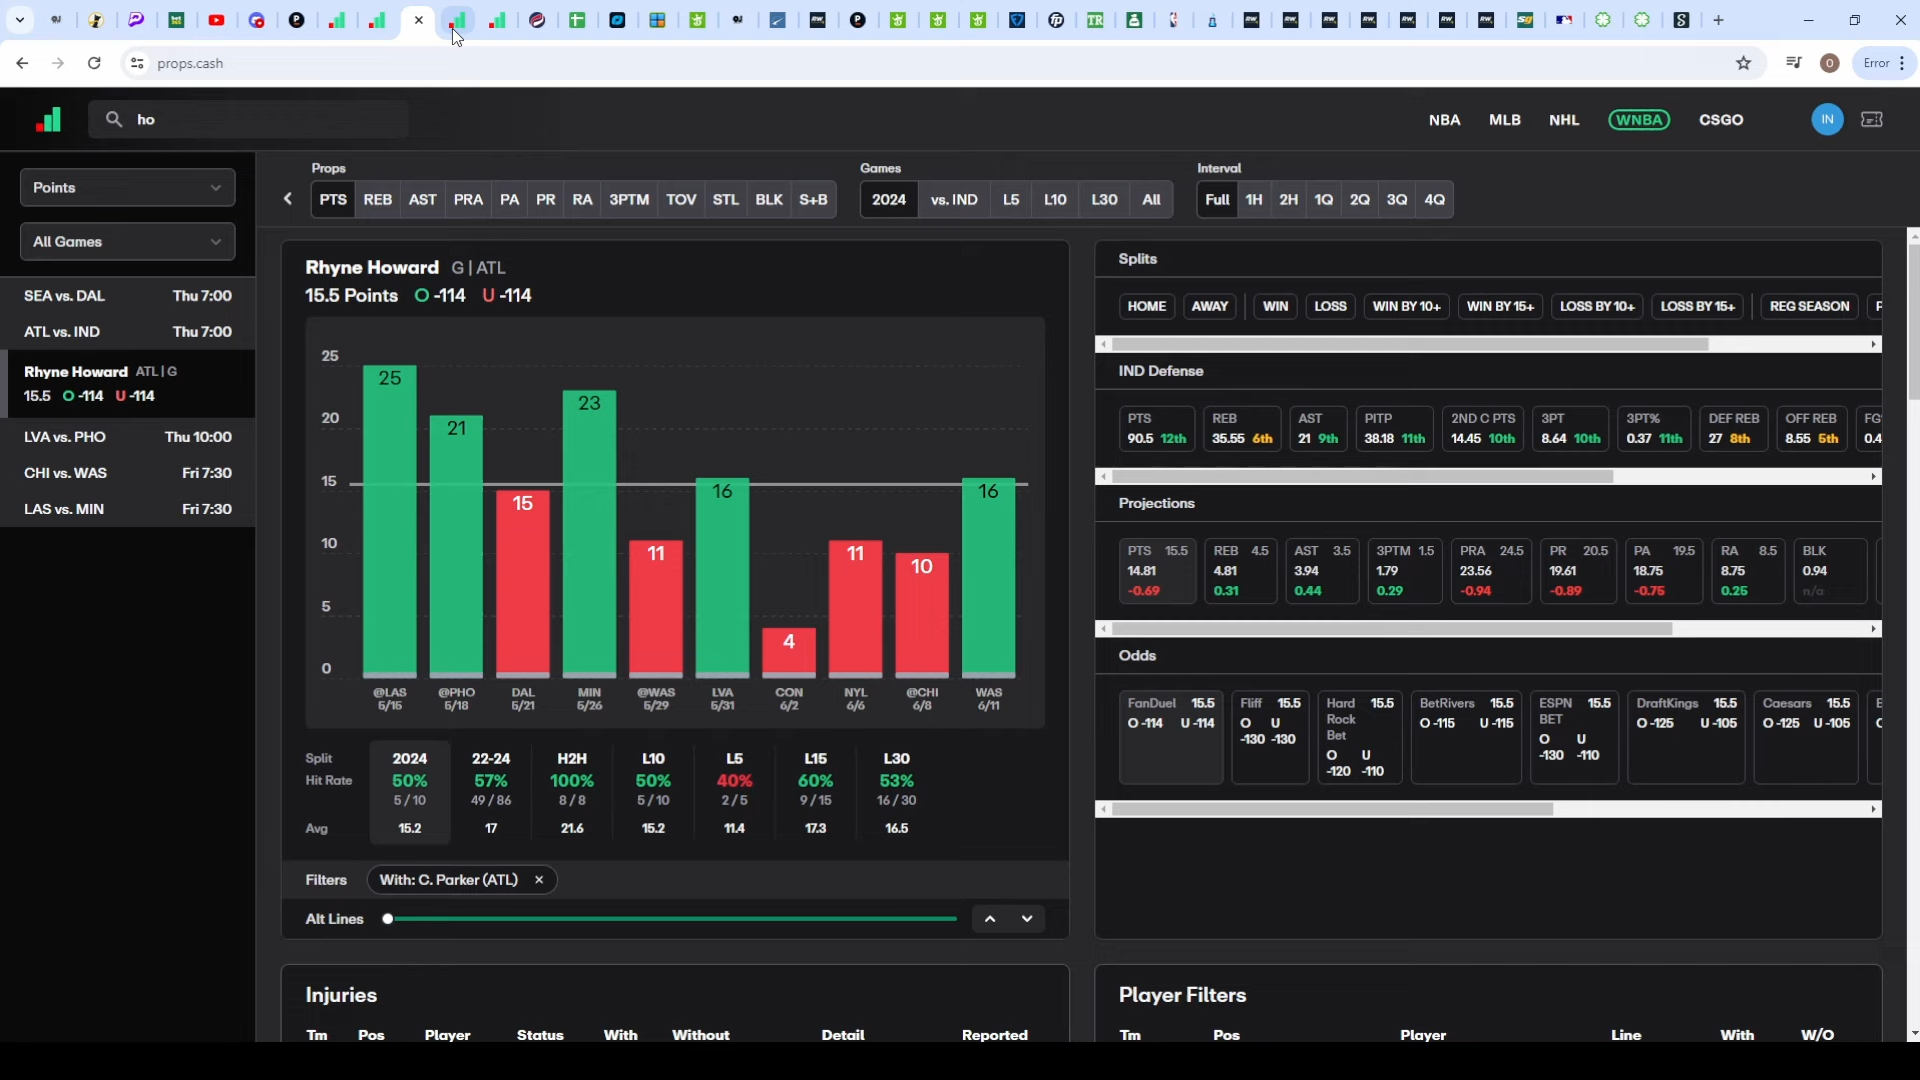 props.cash
Error
ho
NBA MLB NHL WNBA CSGO
IN
Points
All Games
SEA vs. DAL Thu 7:00
ATL vs. IND Thu 7:00
Rhyne Howard ATL | G
15.5 O -114 U -114
LVA vs. PHO Thu 10:00
CHI vs. WAS Fri 7:30
LAS vs. MIN Fri 7:30
Props
PTS REB AST PRA PA PR RA 3PTM TOV STL BLK S+B
Games
2024 vs. IND L5 L10 L30 All
Interval
Full 1H 2H 1Q 2Q 3Q 4Q
Rhyne Howard G | ATL
15.5 Points O -114 U -114
25
20
15
10
5
0
25 21 15 23 11 16 4 11 10 16
@LAS @PHO DAL MIN @WAS LVA CON NYL @CHI WAS
5/15 5/18 5/21 5/26 5/29 5/31 6/2 6/6 6/8 6/11
Split 2024 22-24 H2H L10 L5 L15 L30
Hit Rate 50% 57% 100% 50% 40% 60% 53%
5 / 10 49 / 86 8 / 8 5 / 10 2 / 5 9 / 15 16 / 30
Avg 15.2 17 21.6 15.2 11.4 17.3 16.5
Filters With: C. Parker (ATL) ×
Alt Lines
Injuries
Tm Pos Player Status With Without Detail Reported
Splits
HOME AWAY WIN LOSS WIN BY 10+ WIN BY 15+ LOSS BY 10+ LOSS BY 15+ REG SEASON
IND Defense
PTS REB AST PITP 2ND C PTS 3PT 3PT% DEF REB OFF REB
90.5 12th 35.55 6th 21 9th 38.18 11th 14.45 10th 8.64 10th 0.37 11th 27 8th 8.55 5th 0.4
Projections
PTS 15.5 REB 4.5 AST 3.5 3PTM 1.5 PRA 24.5 PR 20.5 PA 19.5 RA 8.5 BLK
14.81 4.81 3.94 1.79 23.56 19.61 18.75 8.75 0.94
-0.69 0.31 0.44 0.29 -0.94 -0.89 -0.75 0.25 n/a
Odds
FanDuel 15.5
O -114 U -114
Fliff 15.5
O U
-130 -130
Hard 15.5
Rock
Bet
O U
-120 -110
BetRivers 15.5
O -115 U -115
ESPN 15.5
BET
O U
-130 -110
DraftKings 15.5
O -125 U -105
Caesars 15.5
O -125 U -105
Player Filters
Tm Pos Player Line With W/O